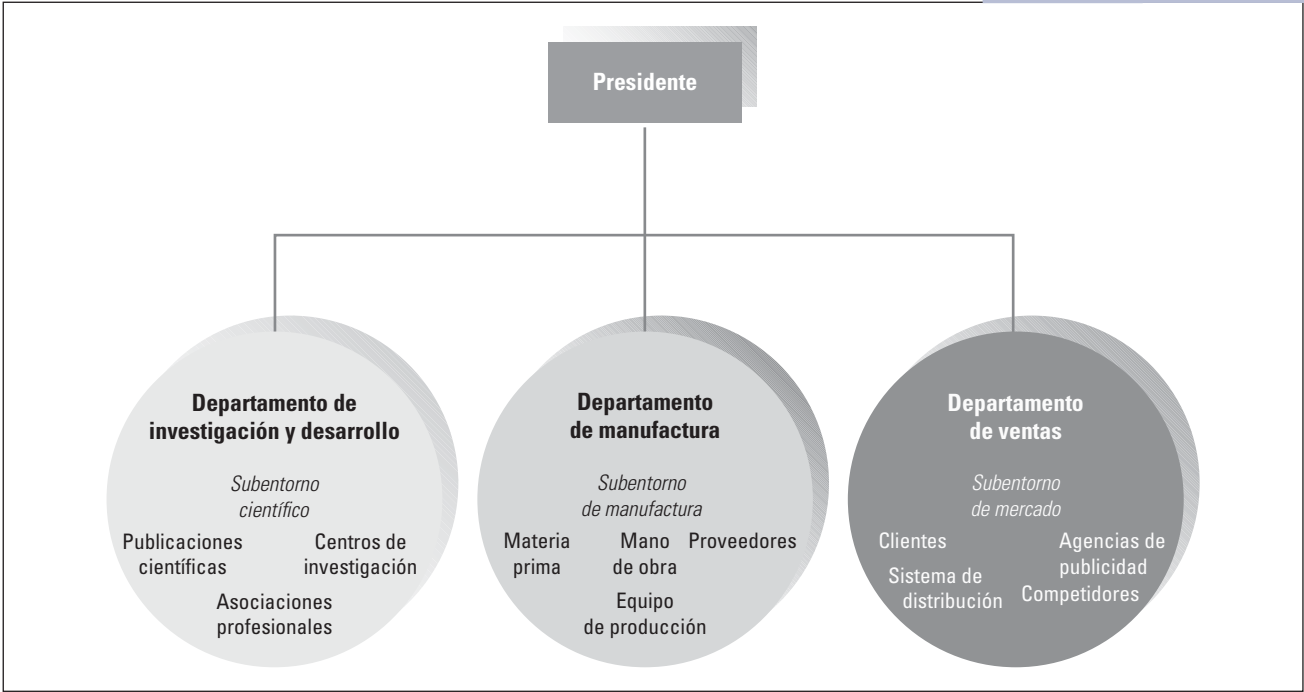 Presidente
Departamento de
investigación y desarrollo
Subentorno
científico
Publicaciones
científicas
Centros de
investigación
Asociaciones
profesionales
Departamento
de manufactura
Subentorno
de manufactura
Materia
prima
Mano
de obra
Proveedores
Equipo
de producción
Departamento
de ventas
Subentorno
de mercado
Clientes
Agencias de
publicidad
Sistema de
distribución
Competidores